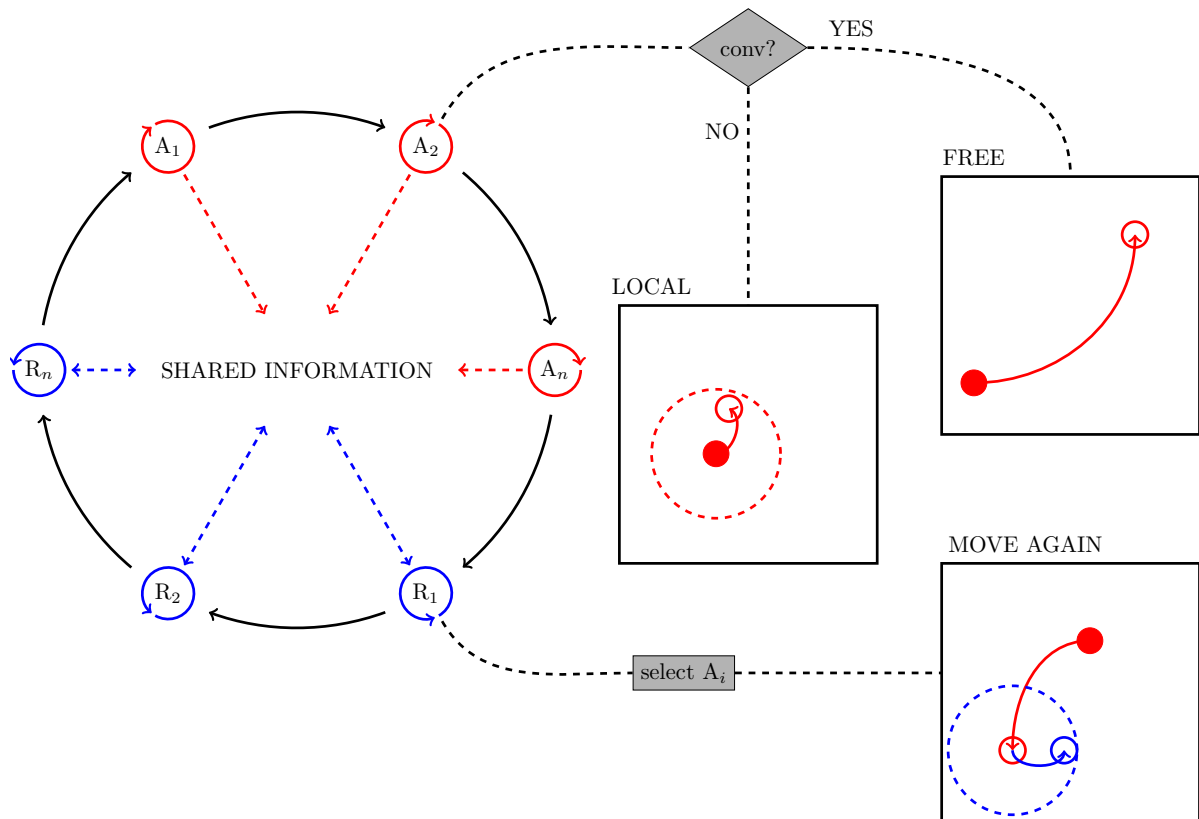 conv?
YES
NO
A₁
A₂
FREE
LOCAL
Rₙ
SHARED INFORMATION
Aₙ
MOVE AGAIN
R₂
R₁
select Aᵢ